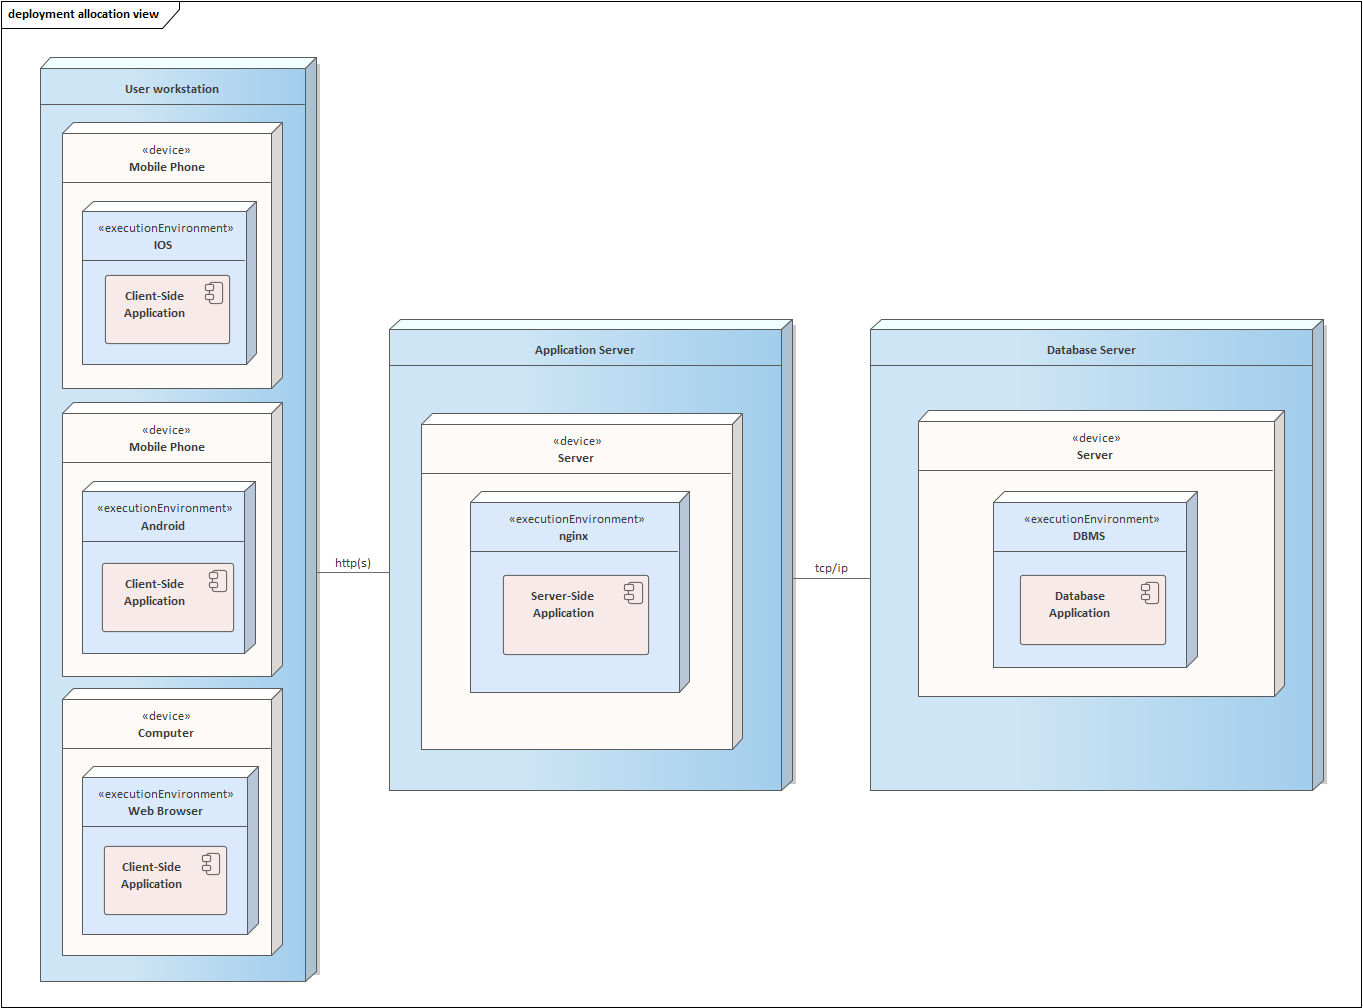 deployment allocation view
User workstation
«device»
Mobile Phone
«executionEnvironment»
IOS
Client-Side
Application
«device»
Mobile Phone
«executionEnvironment»
Android
Client-Side
Application
«device»
Computer
«executionEnvironment»
Web Browser
Client-Side
Application
http(s)
Application Server
«device»
Server
«executionEnvironment»
nginx
Server-Side
Application
tcp/ip
Database Server
«device»
Server
«executionEnvironment»
DBMS
Database
Application